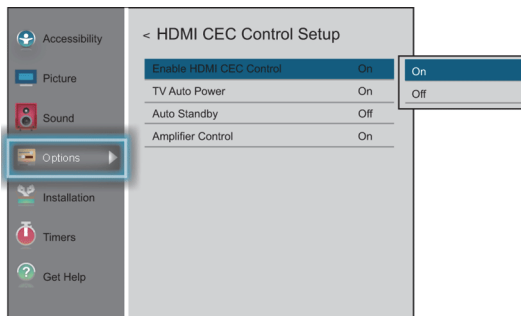 Accessibility
Picture
Sound
Options
Installation
Timers
Get Help
< HDMI CEC Control Setup
Enable HDMI CEC Control On
TV Auto Power On
Auto Standby Off
Amplifier Control On
On
Off